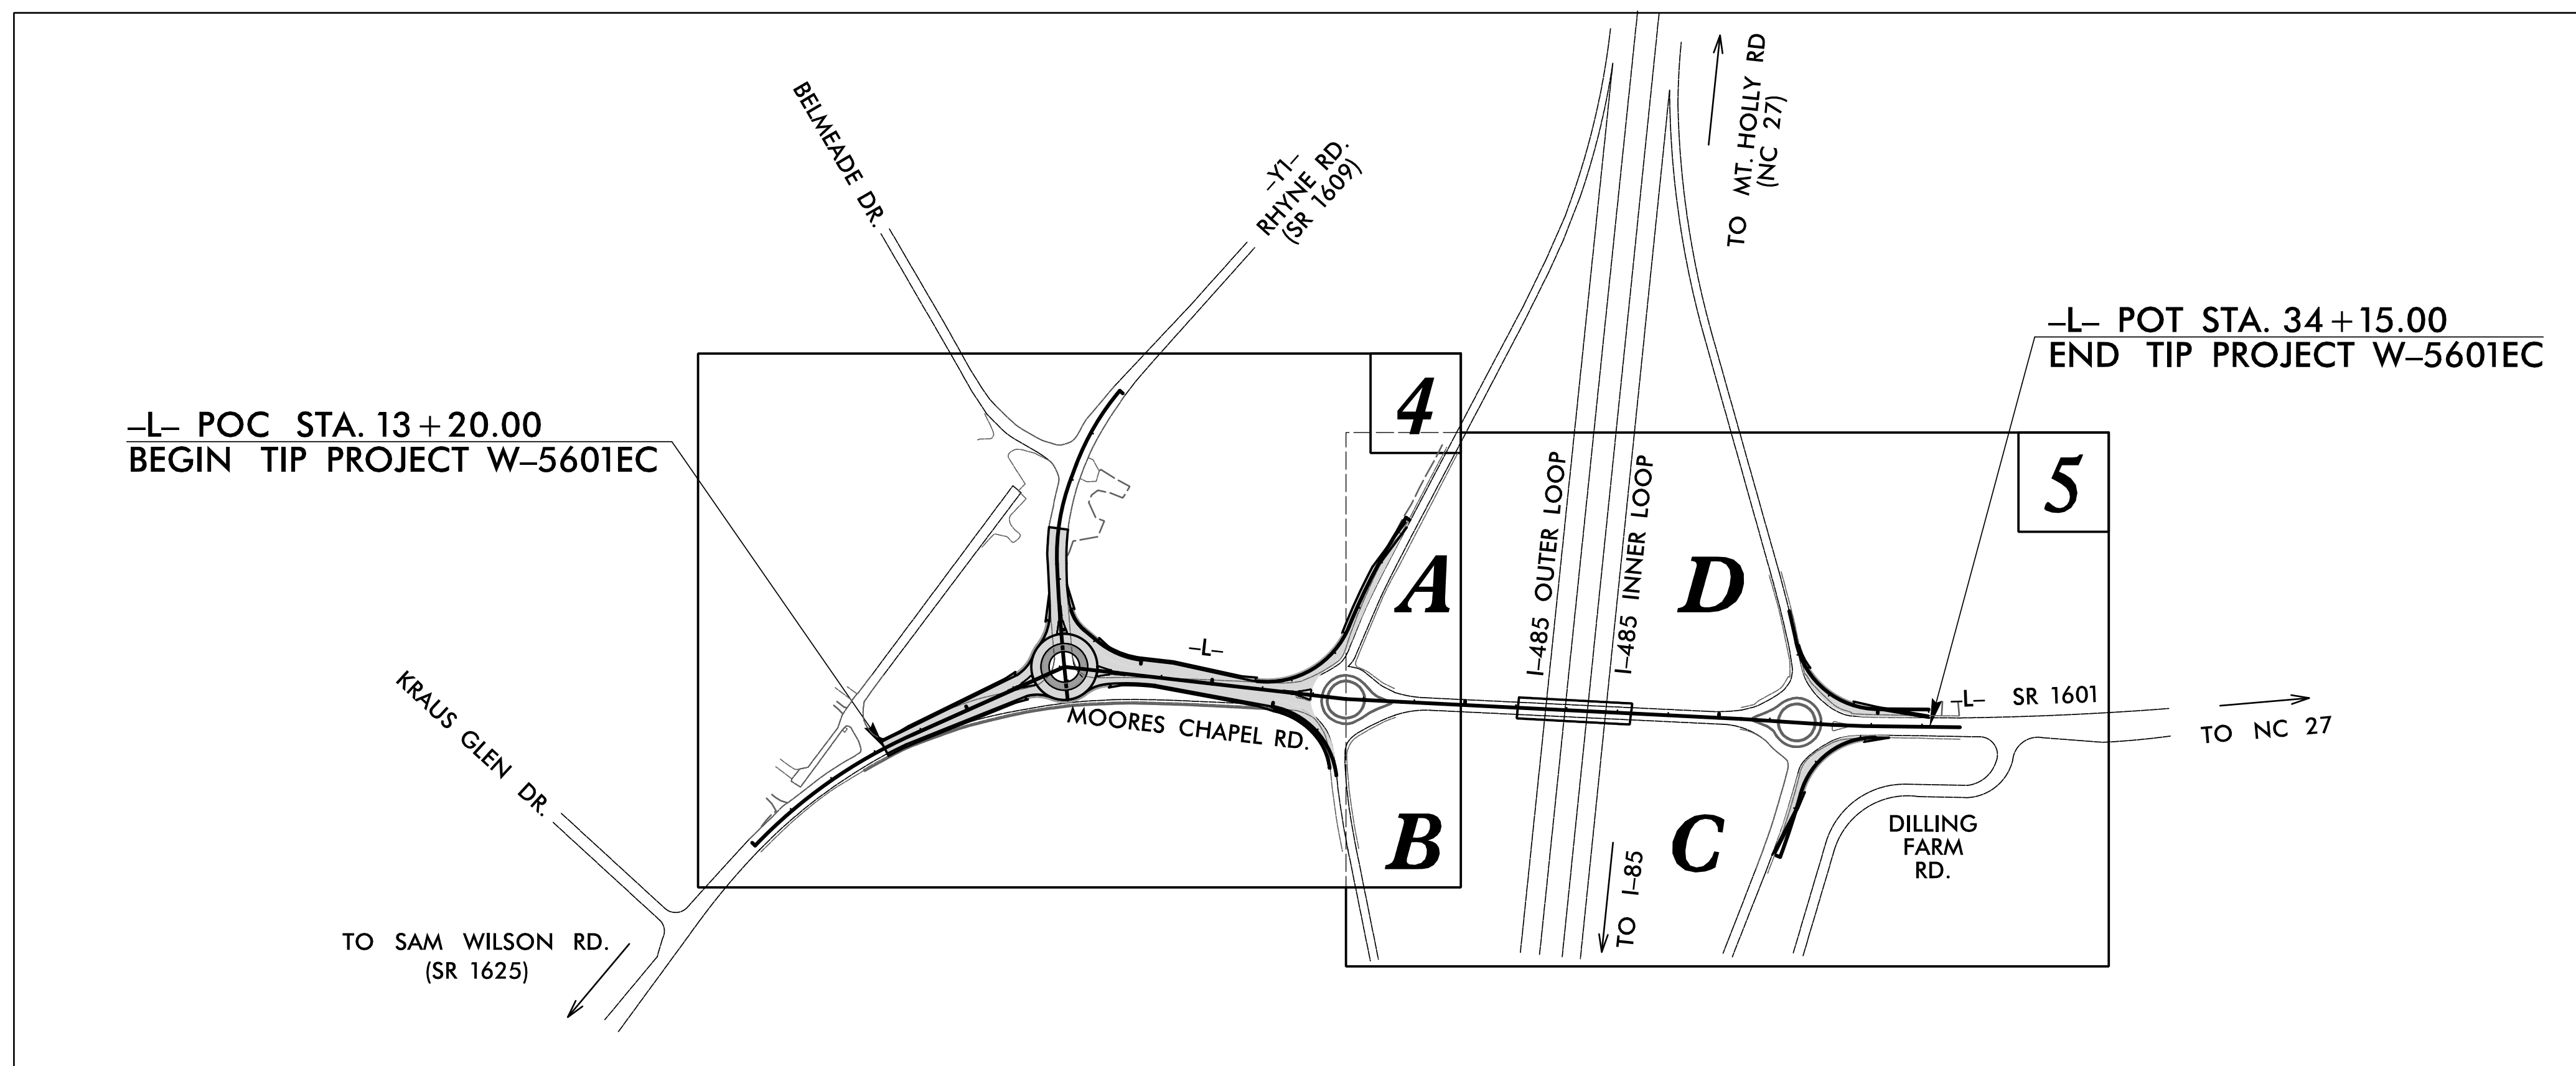 BELMEADE DR.
–Y1–
RHYNE RD.
(SR 1609)
TO MT. HOLLY RD
(NC 27)
–L– POT STA. 34+15.00
END TIP PROJECT W–5601EC
–L– POC STA. 13+20.00
BEGIN TIP PROJECT W–5601EC
4
5
A
D
I–485 OUTER LOOP
I–485 INNER LOOP
–L–
–L– SR 1601
TO NC 27
MOORES CHAPEL RD.
KRAUS GLEN DR.
B
C
DILLING
FARM
RD.
TO I–85
TO SAM WILSON RD.
(SR 1625)